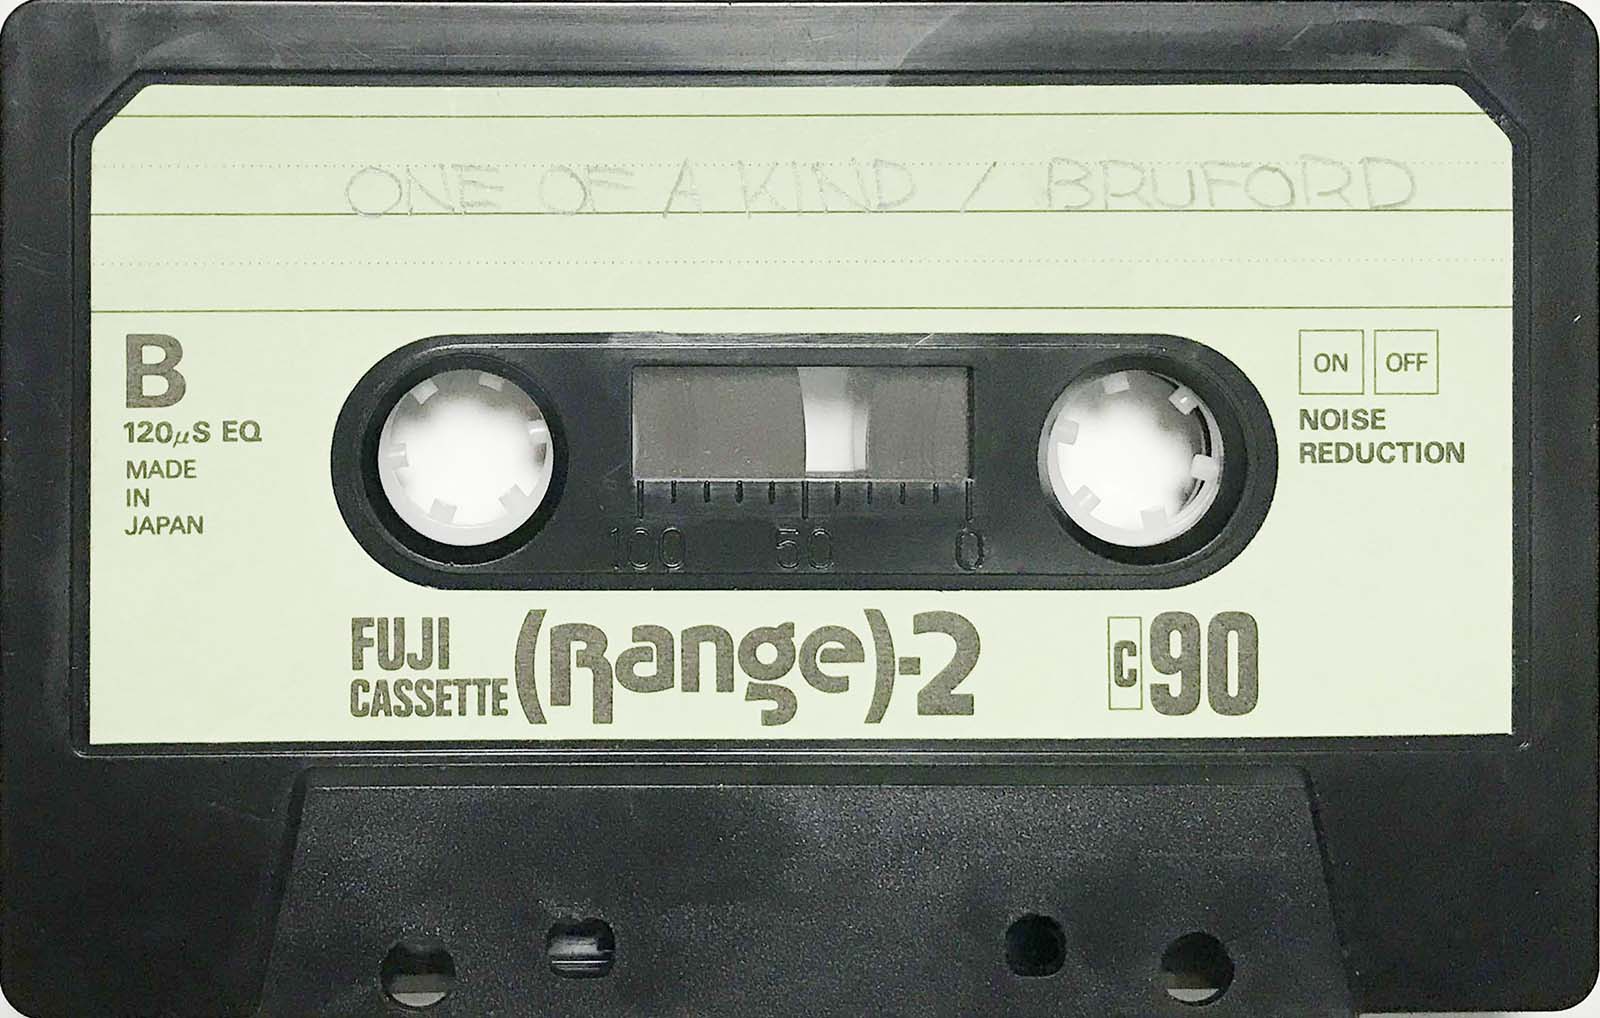 ONE OF A KIND / BRUFORD
B
120μS EQ
MADE
IN
JAPAN
ON OFF
NOISE
REDUCTION
100 50 0
FUJI
CASSETTE
(Range)-2
C90